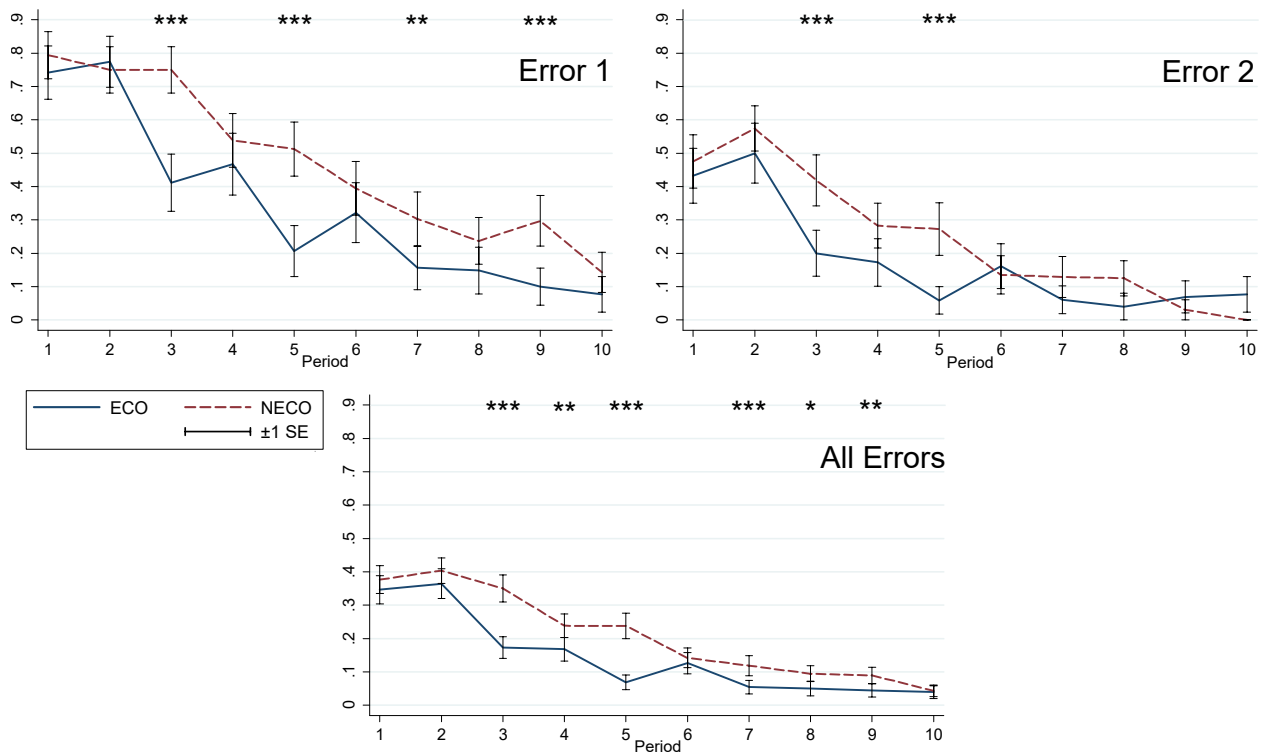 *** *** ** ***
Error 1
.9
.8
.7
.6
.5
.4
.3
.2
.1
0
1 2 3 4 5 6 7 8 9 10
Period
*** ***
Error 2
.9
.8
.7
.6
.5
.4
.3
.2
.1
0
1 2 3 4 5 6 7 8 9 10
Period
ECO NECO
±1 SE
*** ** *** *** * **
All Errors
.9
.8
.7
.6
.5
.4
.3
.2
.1
0
1 2 3 4 5 6 7 8 9 10
Period